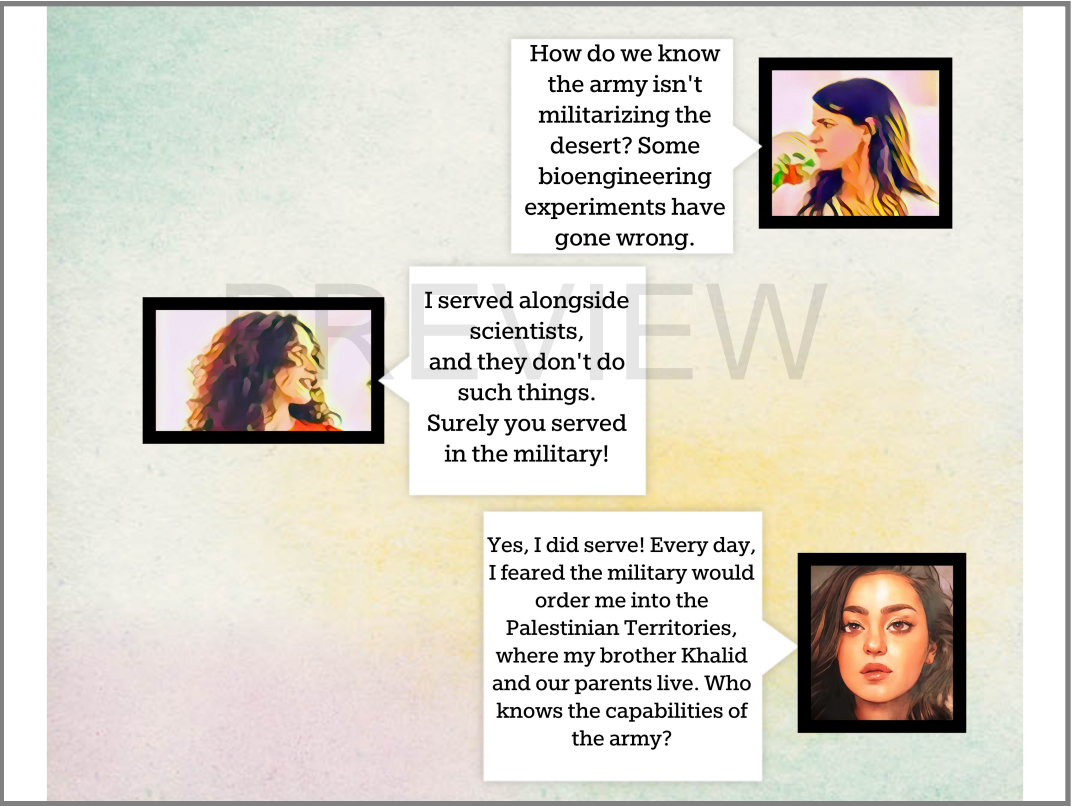 How do we know
the army isn't
militarizing the
desert? Some
bioengineering
experiments have
gone wrong.
PREVIEW
I served alongside
scientists,
and they don't do
such things.
Surely you served
in the military!
Yes, I did serve! Every day,
I feared the military would
order me into the
Palestinian Territories,
where my brother Khalid
and our parents live. Who
knows the capabilities of
the army?